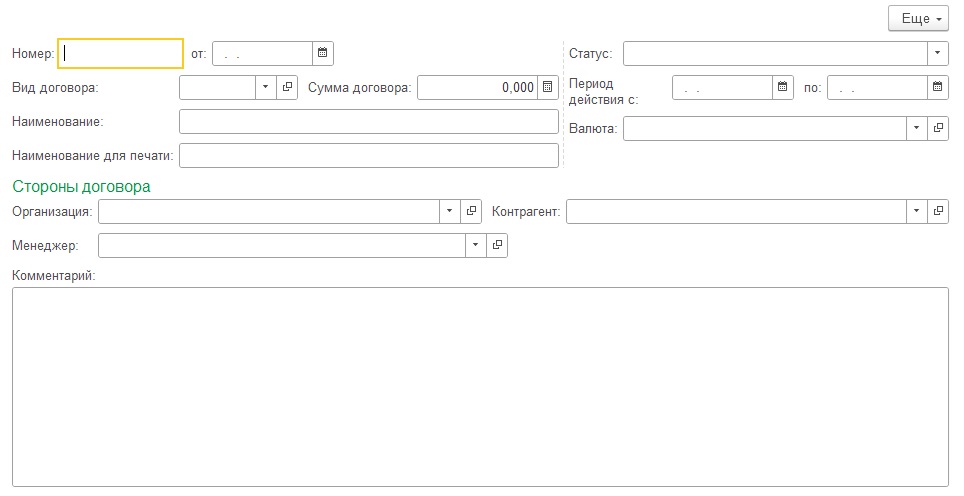 Еще
Номер: от: . . Статус:
Вид договора: Сумма договора: 0,000 Период действия с: . . по: . .
Наименование:
Валюта:
Наименование для печати:
Стороны договора
Организация: Контрагент:
Менеджер:
Комментарий: